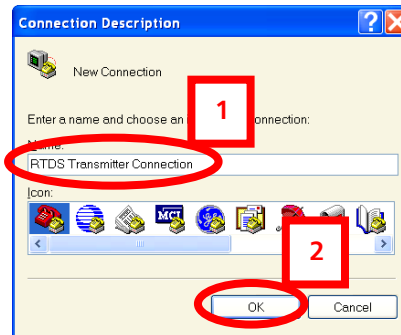 Connection Description
New Connection
1
Enter a name and choose an connection:
Name:
RTDS Transmitter Connection
Icon:
MCI
2
OK
Cancel